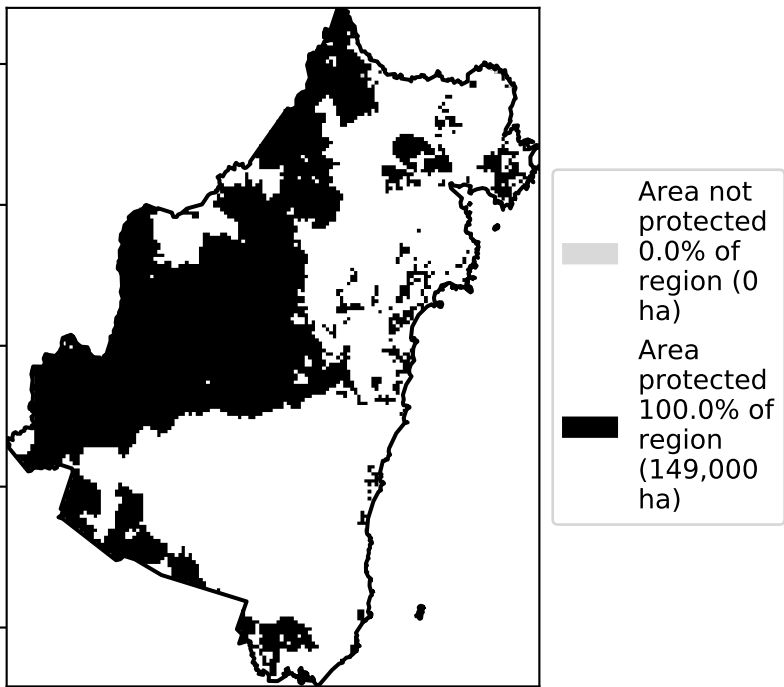 Area not
protected
0.0% of
region (0
ha)
Area
protected
100.0% of
region
(149,000
ha)